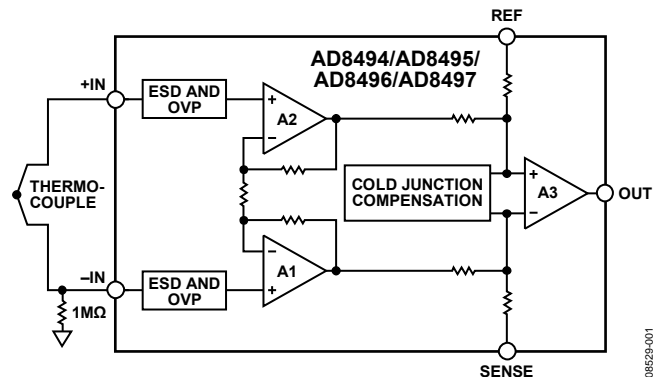 REF
AD8494/AD8495/
AD8496/AD8497
+IN
ESD AND
OVP
+
A2
–
THERMO-
COUPLE
COLD JUNCTION
COMPENSATION
+
A3
–
OUT
–
A1
+
–IN
ESD AND
OVP
1MΩ
SENSE
08529-001